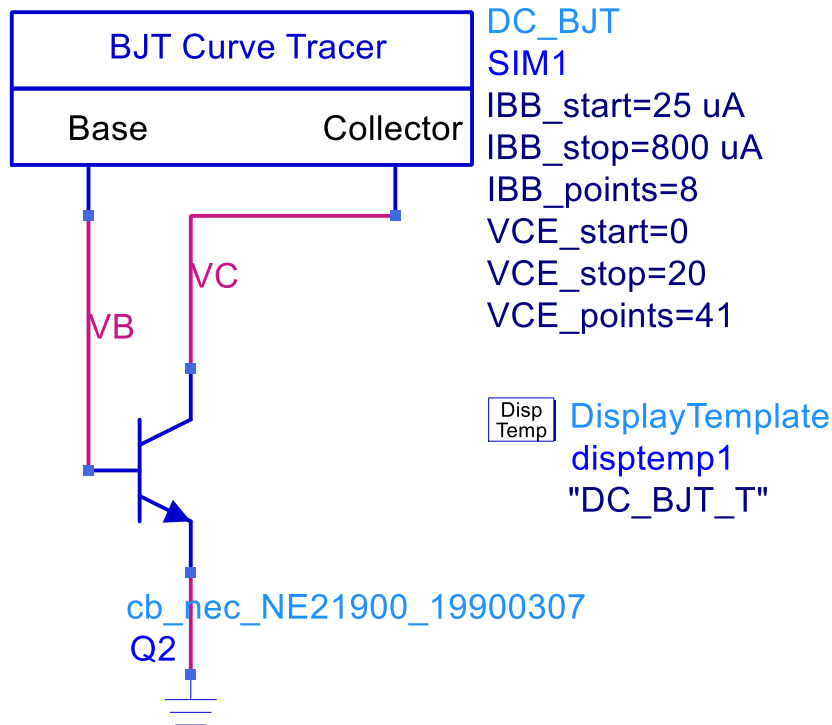 BJT Curve Tracer
Base
Collector
DC_BJT
SIM1
IBB_start=25 uA
IBB_stop=800 uA
IBB_points=8
VCE_start=0
VCE_stop=20
VCE_points=41
VC
VB
Disp
Temp
DisplayTemplate
disptemp1
"DC_BJT_T"
cb_nec_NE21900_19900307
Q2